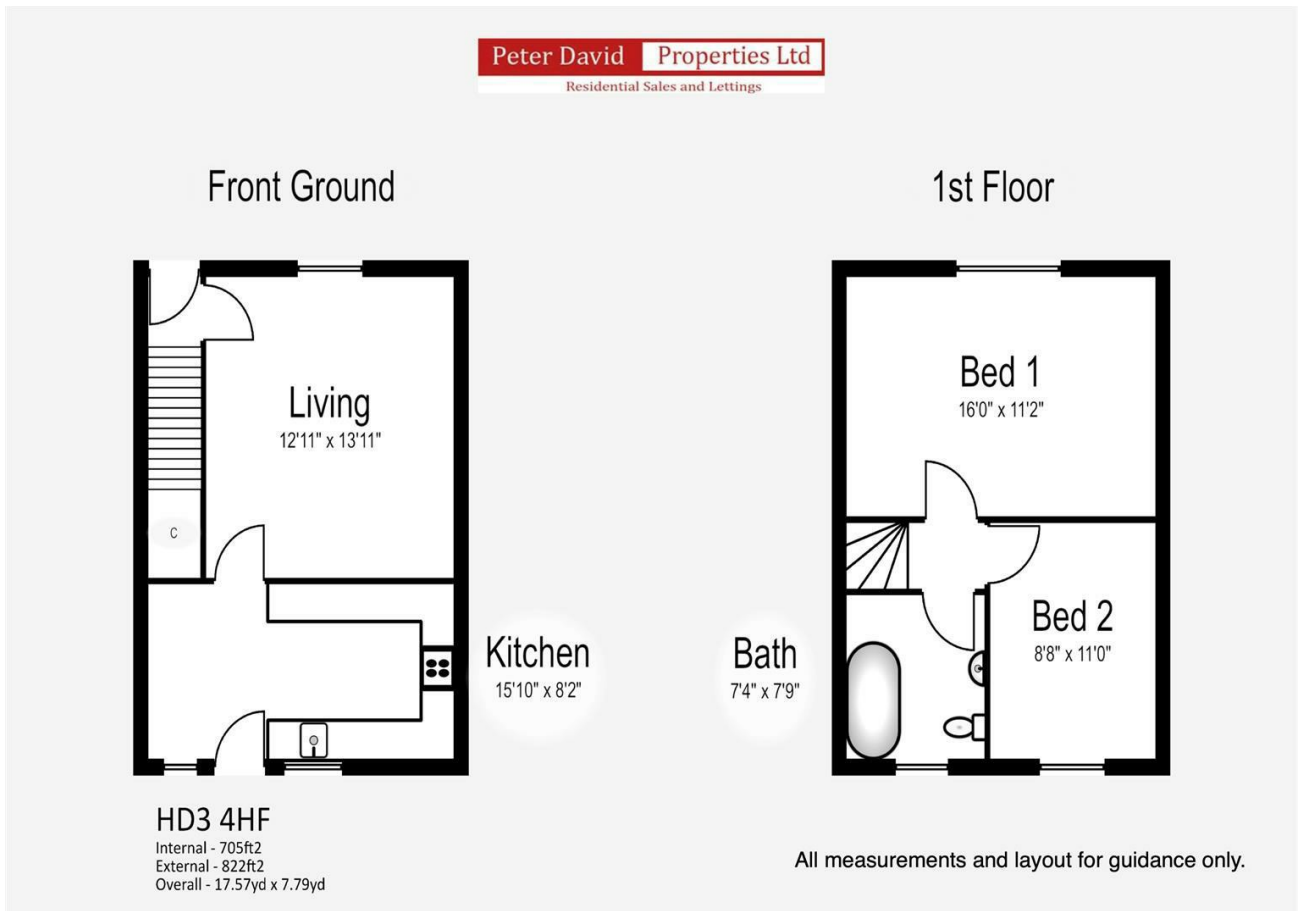 Peter David Properties Ltd
Residential Sales and Lettings
Front Ground
1st Floor
Living
12'11" x 13'11"
C
Kitchen
15'10" x 8'2"
Bed 1
16'0" x 11'2"
Bed 2
8'8" x 11'0"
Bath
7'4" x 7'9"
HD3 4HF
Internal - 705ft2
External - 822ft2
Overall - 17.57yd x 7.79yd
All measurements and layout for guidance only.